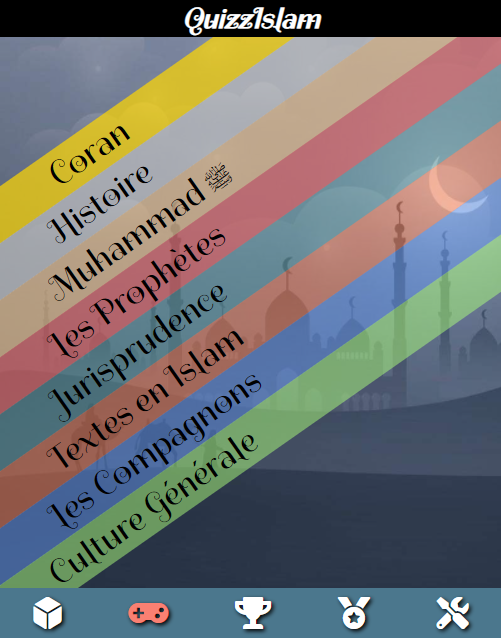 QuizzIslam
Coran
Histoire
Muhammad ﷺ
Les Prophètes
Jurisprudence
Textes en Islam
Les Compagnons
Culture Générale